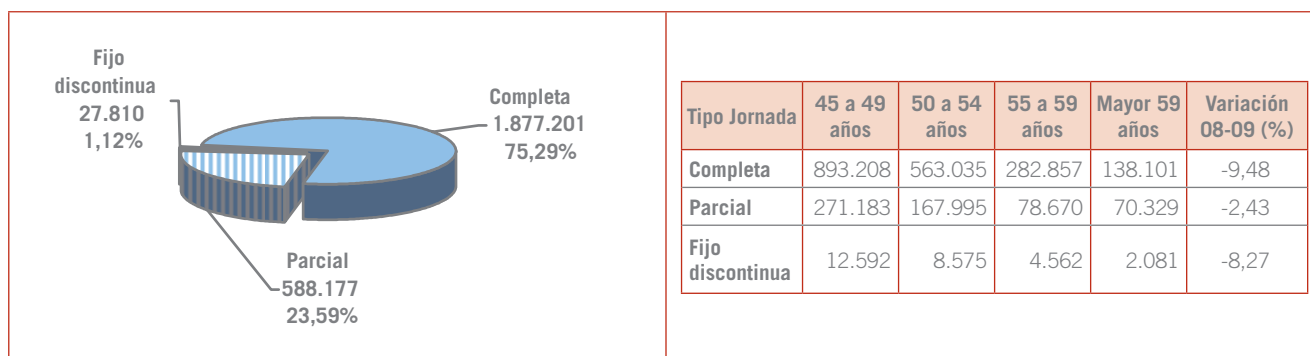 Fijo
discontinua
27.810
1,12%
Completa
1.877.201
75,29%
Parcial
588.177
23,59%
Tipo Jornada 45 a 49 años 50 a 54 años 55 a 59 años Mayor 59 años Variación 08-09 (%)
Completa 893.208 563.035 282.857 138.101 -9,48
Parcial 271.183 167.995 78.670 70.329 -2,43
Fijo discontinua 12.592 8.575 4.562 2.081 -8,27